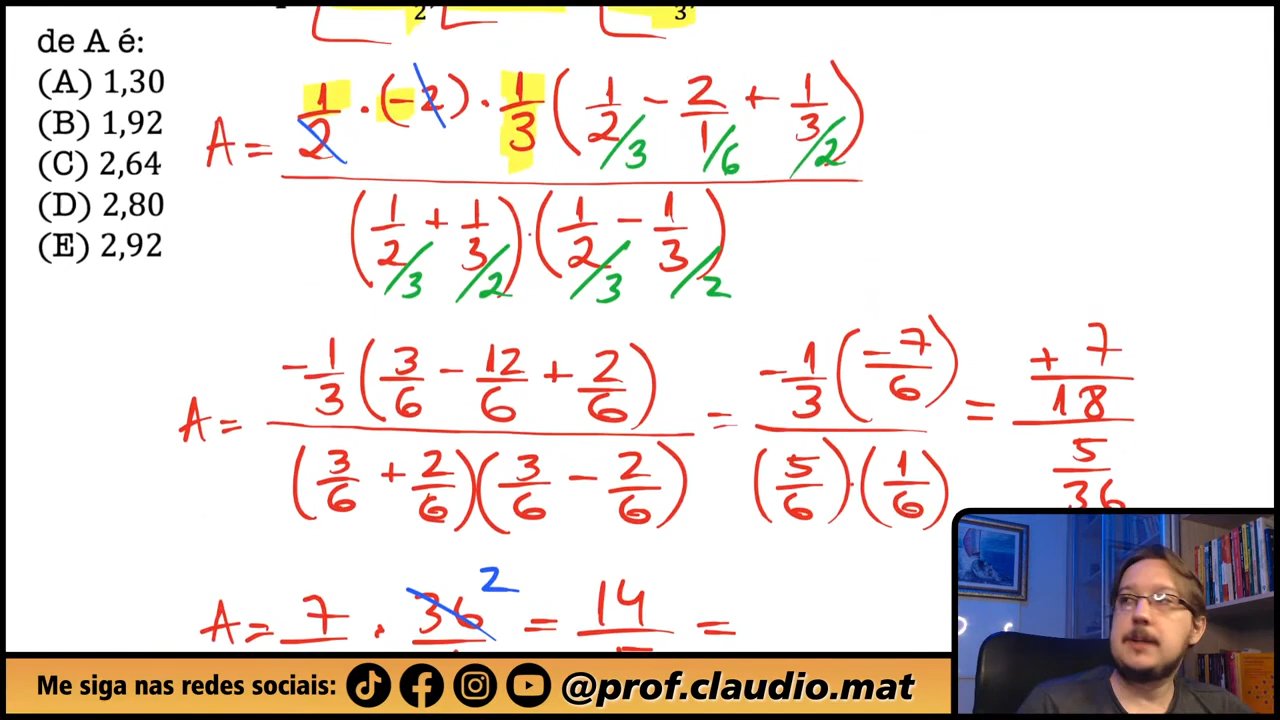 de A é:
(A) 1,30
(B) 1,92
(C) 2,64
(D) 2,80
(E) 2,92
2, 3,
A = 1/2 · (-2) · 1/3 (1/2 /3 - 2/1 /6 + 1/3 /2)
(1/2 /3 + 1/3 /2) · (1/2 /3 - 1/3 /2)
A = -1/3 (3/6 - 12/6 + 2/6) = -1/3 (-7/6) = +7/18
(3/6 + 2/6)(3/6 - 2/6) (5/6) · (1/6) 5/36
2
A = 7 · 36 = 14 =
Me siga nas redes sociais: @prof.claudio.mat